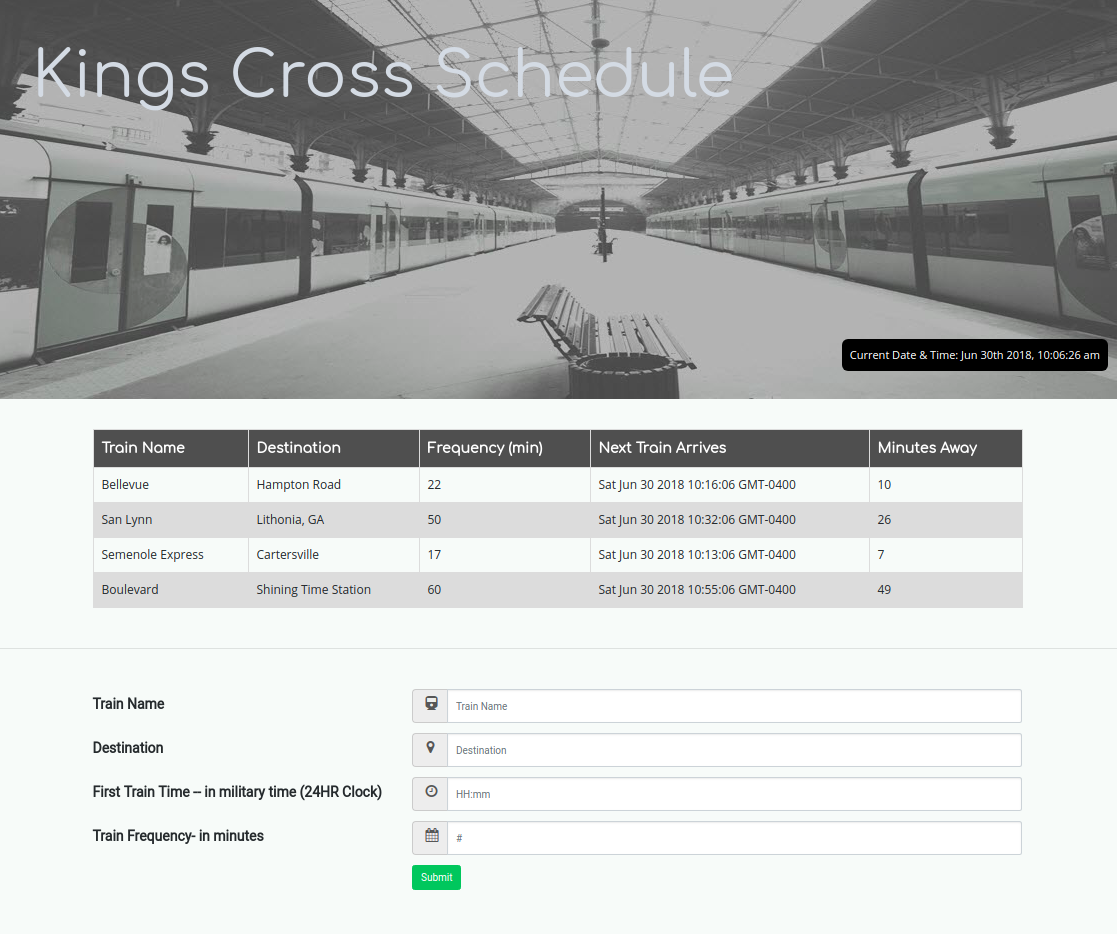 Kings Cross Schedule
Current Date & Time: Jun 30th 2018, 10:06:26 am
Train Name Destination Frequency (min) Next Train Arrives Minutes Away
Bellevue Hampton Road 22 Sat Jun 30 2018 10:16:06 GMT-0400 10
San Lynn Lithonia, GA 50 Sat Jun 30 2018 10:32:06 GMT-0400 26
Semenole Express Cartersville 17 Sat Jun 30 2018 10:13:06 GMT-0400 7
Boulevard Shining Time Station 60 Sat Jun 30 2018 10:55:06 GMT-0400 49
Train Name Train Name
Destination Destination
First Train Time -- in military time (24HR Clock) HH:mm
Train Frequency- in minutes #
Submit